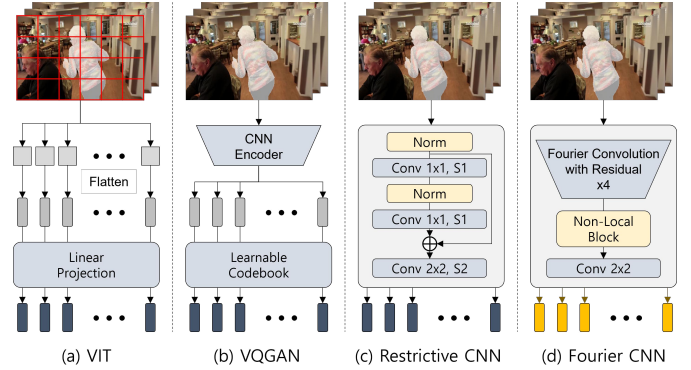 Flatten
Linear
Projection
(a) VIT
CNN
Encoder
Learnable
Codebook
(b) VQGAN
Norm
Conv 1x1, S1
Norm
Conv 1x1, S1
Conv 2x2, S2
(c) Restrictive CNN
Fourier Convolution
with Residual
x4
Non-Local
Block
Conv 2x2
(d) Fourier CNN